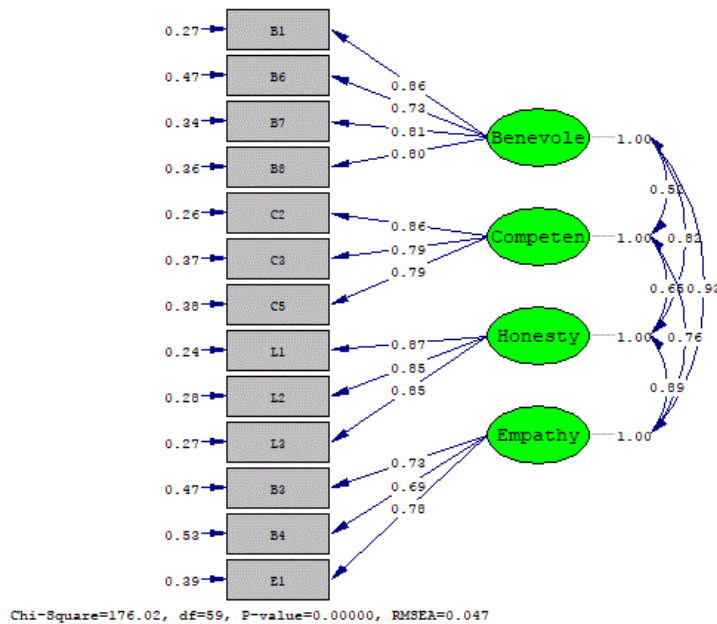 0.27 B1
0.86
0.47 B6
0.73
0.34 B7
0.81
Benevole 1.00
0.36 B8
0.80
0.26 C2
0.86
Competen 1.00
0.37 C3
0.79
0.38 C5
0.79
0.65 0.93
0.24 L1
0.87
Honesty 1.00
0.76
0.28 L2
0.85
0.27 L3
0.85
0.89
Empathy 1.00
0.47 B3
0.73
0.53 B4
0.69
0.39 E1
0.78
Chi-Square=176.02, df=59, P-value=0.00000, RMSEA=0.047